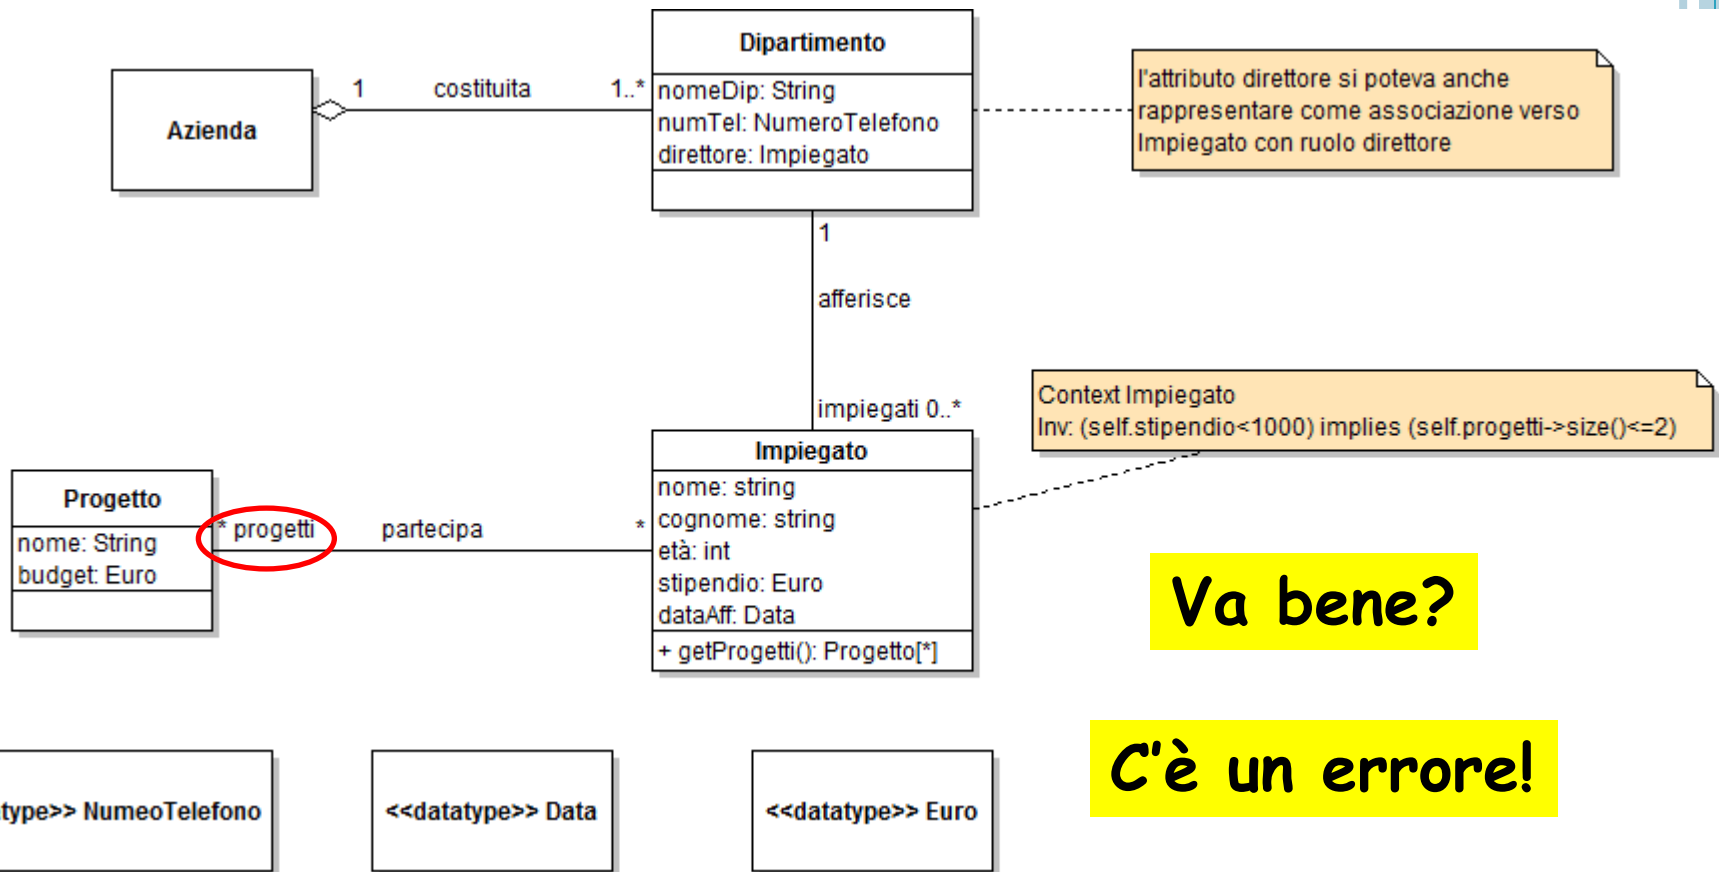 Dipartimento
nomeDip: String
numTel: NumeroTelefono
direttore: Impiegato
Azienda
1
costituita
1..*
l'attributo direttore si poteva anche
rappresentare come associazione verso
Impiegato con ruolo direttore
1
afferisce
impiegati 0..*
Context Impiegato
Inv: (self.stipendio<1000) implies (self.progetti->size()<=2)
Impiegato
nome: string
cognome: string
età: int
stipendio: Euro
dataAff: Data
+ getProgetti(): Progetto[*]
Progetto
nome: String
budget: Euro
* progetti
partecipa
*
Va bene?
C'è un errore!
type>> NumeoTelefono
<<datatype>> Data
<<datatype>> Euro